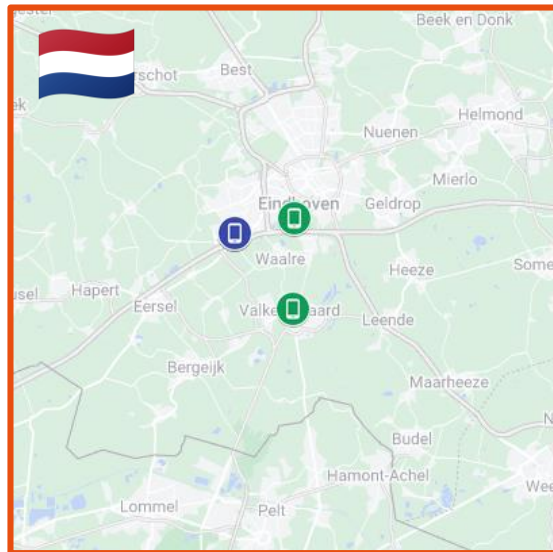 Beek en Donk
Best
Helmond
Nuenen
Mierlo
Eindhoven
Geldrop
Waalre
Heeze
Hapert
Eersel
Leende
Bergeijk
Maarheeze
Budel
Hamont-Achel
Lommel
Pelt